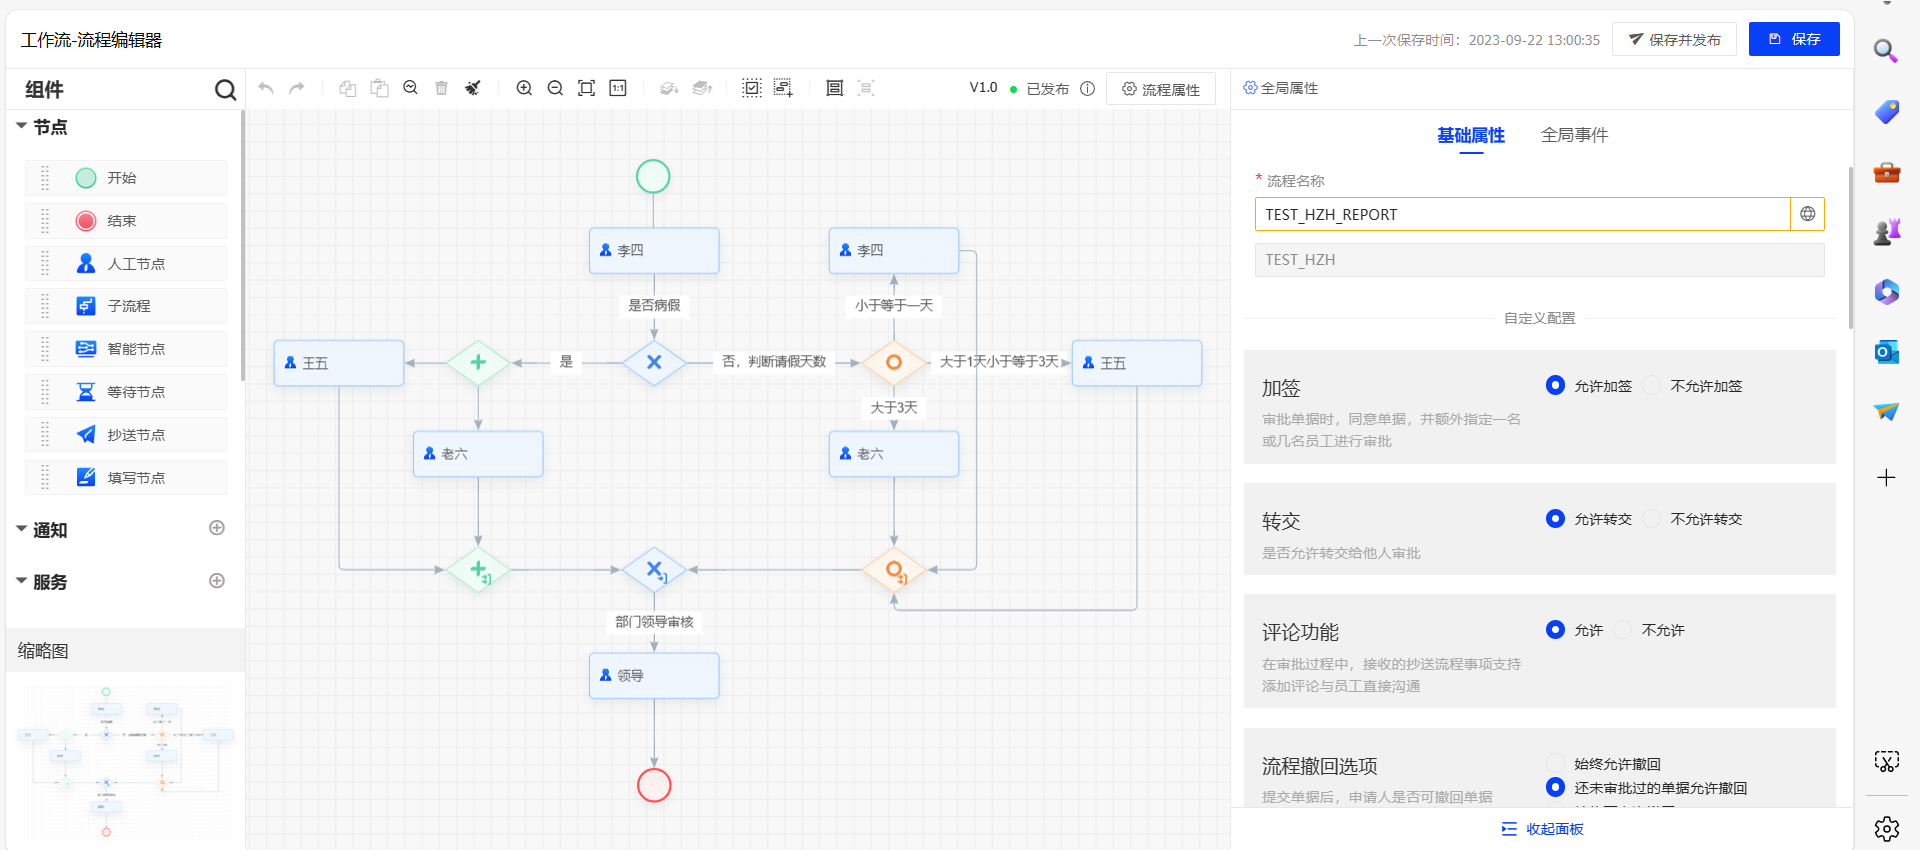 工作流-流程编辑器
上一次保存时间：2023-09-22 13:00:35
保存并发布
保存
组件
V1.0
已发布
流程属性
全局属性
节点
开始
结束
人工节点
子流程
智能节点
等待节点
抄送节点
填写节点
通知
服务
缩略图
1:1
李四
李四
是否病假
小于等于一天
王五
是
否，判断请假天数
大于1天小于等于3天
王五
大于3天
老六
老六
部门领导审核
领导
基础属性
全局事件
* 流程名称
TEST_HZH_REPORT
TEST_HZH
自定义配置
加签
允许加签
不允许加签
审批单据时，同意单据，并额外指定一名
或几名员工进行审批
转交
允许转交
不允许转交
是否允许转交给他人审批
评论功能
允许
不允许
在审批过程中，接收的抄送流程事项支持
添加评论与员工直接沟通
流程撤回选项
始终允许撤回
还未审批过的单据允许撤回
提交单据后，申请人是否可撤回单据
收起面板